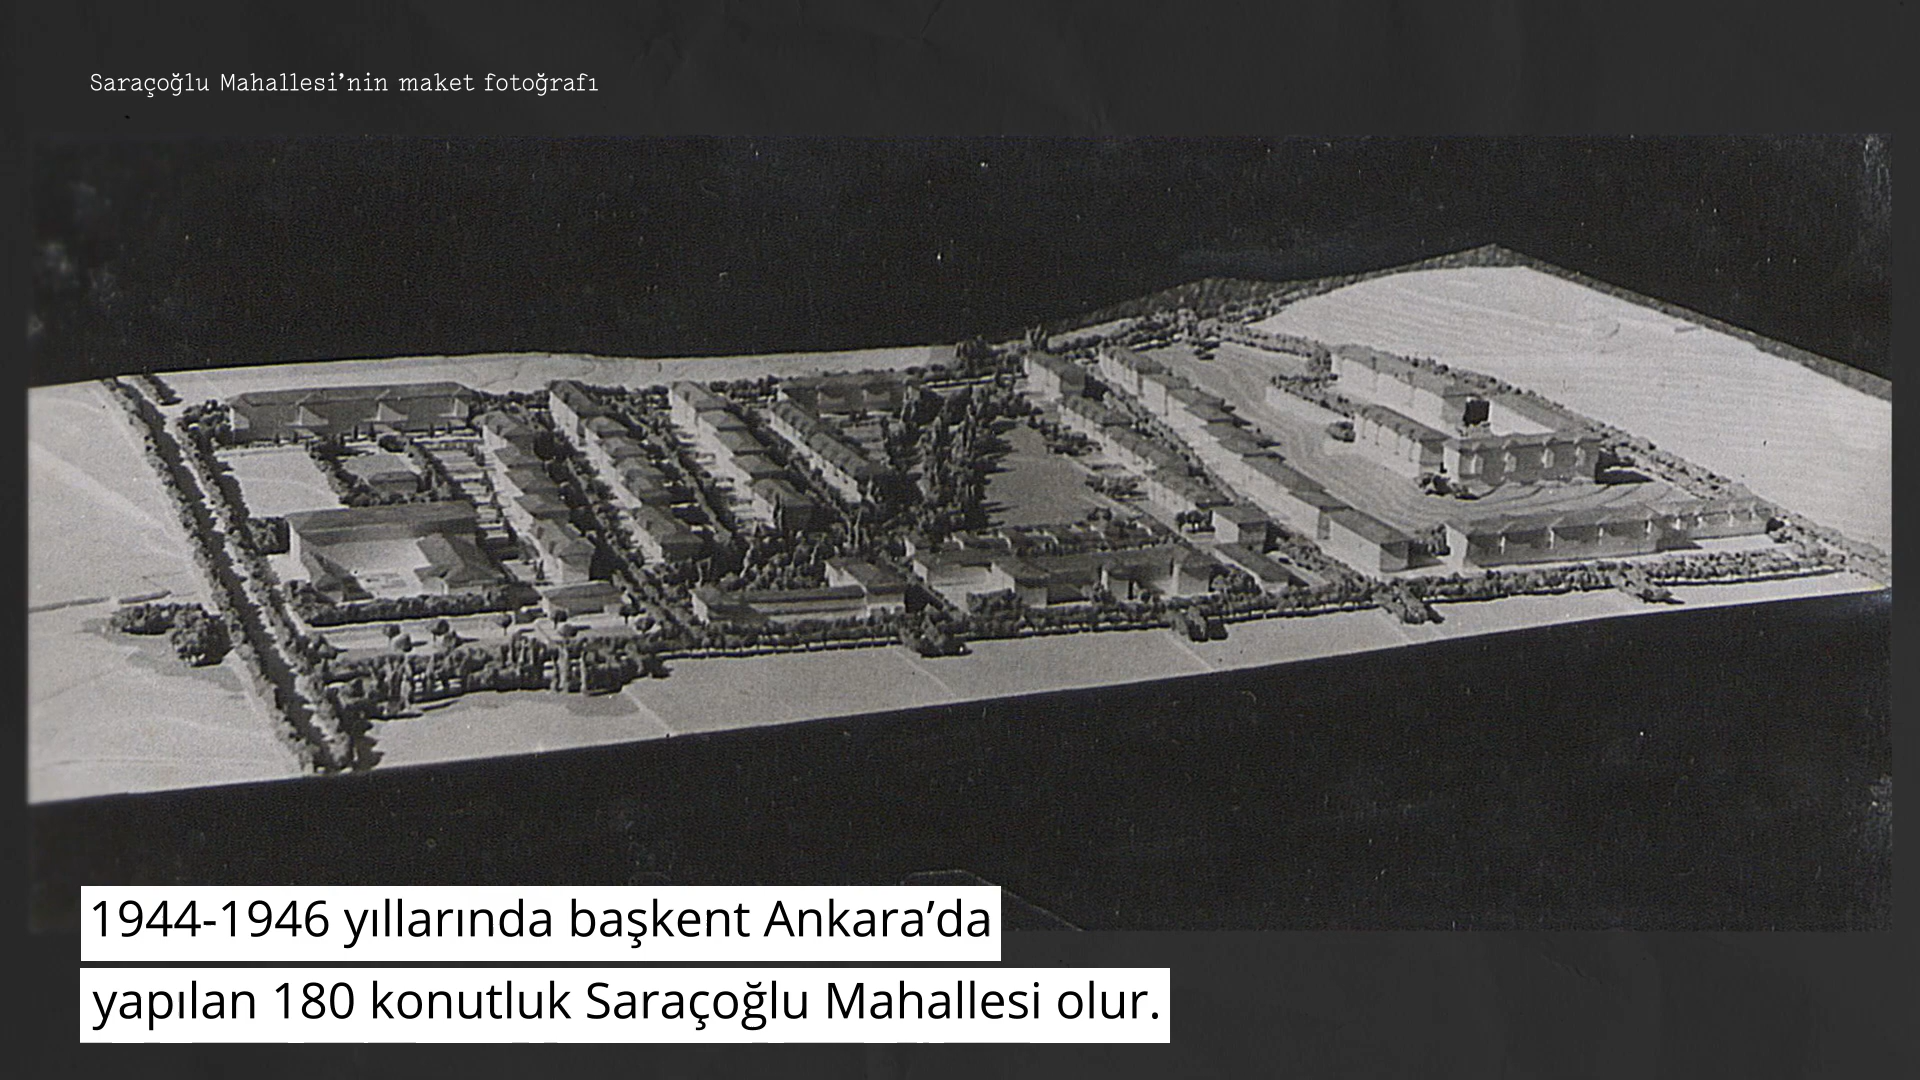 Saraçoğlu Mahallesi’nin maket fotoğrafı
1944-1946 yıllarında başkent Ankara’da
yapılan 180 konutluk Saraçoğlu Mahallesi olur.